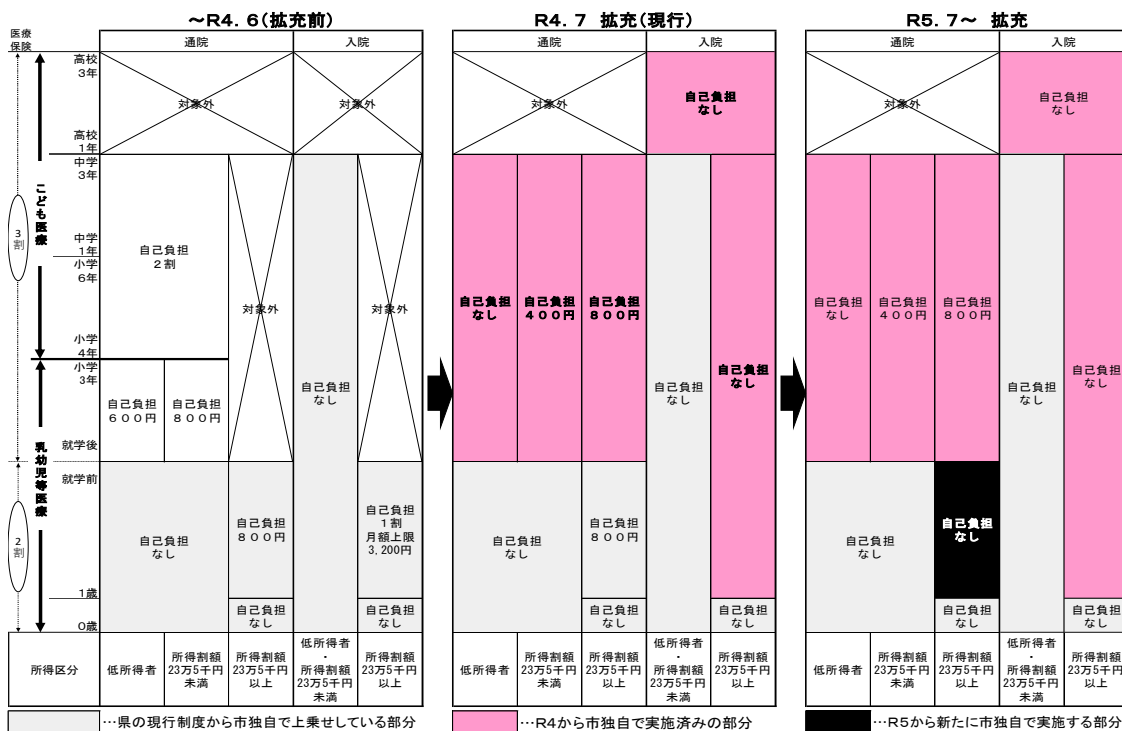 ～R4.6(拡充前)
R4.7 拡充(現行)
R5.7～ 拡充
医療
保険
通院
入院
通院
入院
通院
入院
高校
3年
高校
1年
中学
3年
中学
1年
小学
6年
小学
4年
小学
3年
就学後
就学前
1歳
0歳
3割
2割
こども医療
乳幼児等医療
対象外
対象外
自己負担
2割
対象外
対象外
自己負担
なし
自己負担
600円
自己負担
800円
自己負担
なし
自己負担
800円
自己負担
1割
月額上限
3,200円
自己負担
なし
自己負担
なし
対象外
自己負担
なし
自己負担
なし
自己負担
400円
自己負担
800円
自己負担
なし
自己負担
なし
自己負担
なし
自己負担
800円
自己負担
なし
自己負担
なし
対象外
自己負担
なし
自己負担
なし
自己負担
400円
自己負担
800円
自己負担
なし
自己負担
なし
自己負担
なし
自己負担
なし
自己負担
なし
自己負担
なし
所得区分
低所得者
所得割額
23万5千円
未満
所得割額
23万5千円
以上
低所得者
・
所得割額
23万5千円
未満
所得割額
23万5千円
以上
低所得者
所得割額
23万5千円
未満
所得割額
23万5千円
以上
低所得者
・
所得割額
23万5千円
未満
所得割額
23万5千円
以上
低所得者
所得割額
23万5千円
未満
所得割額
23万5千円
以上
低所得者
・
所得割額
23万5千円
未満
所得割額
23万5千円
以上
…県の現行制度から市独自で上乗せしている部分
…R4から市独自で実施済みの部分
…R5から新たに市独自で実施する部分